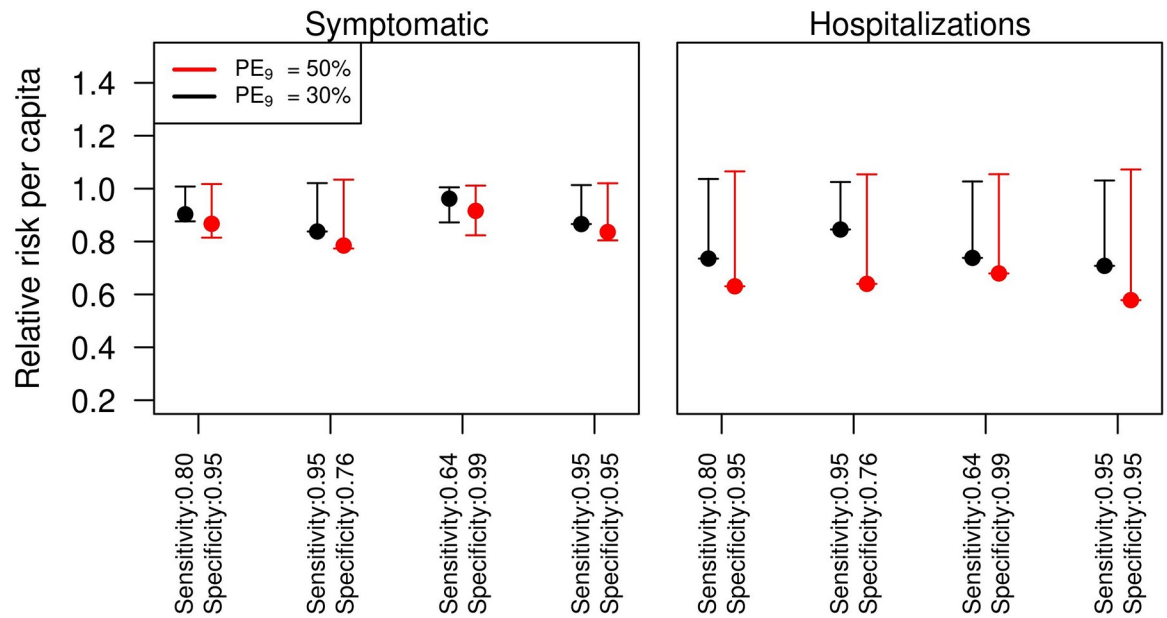 Symptomatic
Hospitalizations
Relative risk per capita
1.4
1.2
1.0
0.8
0.6
0.4
0.2
PE₉ = 50%
PE₉ = 30%
Sensitivity:0.80
Specificity:0.95
Sensitivity:0.95
Specificity:0.76
Sensitivity:0.64
Specificity:0.99
Sensitivity:0.95
Specificity:0.95
Sensitivity:0.80
Specificity:0.95
Sensitivity:0.95
Specificity:0.76
Sensitivity:0.64
Specificity:0.99
Sensitivity:0.95
Specificity:0.95